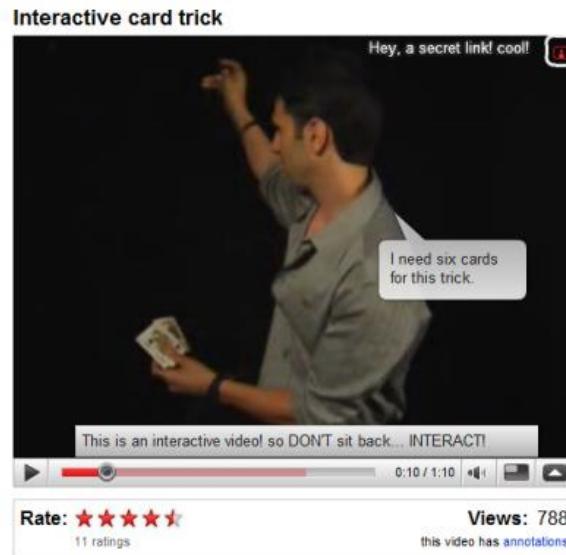 Interactive card trick
Hey, a secret link! cool!
I need six cards
for this trick.
This is an interactive video! so DON'T sit back... INTERACT!
0:10 / 1:10
Rate:
Views: 788
11 ratings
this video has annotations